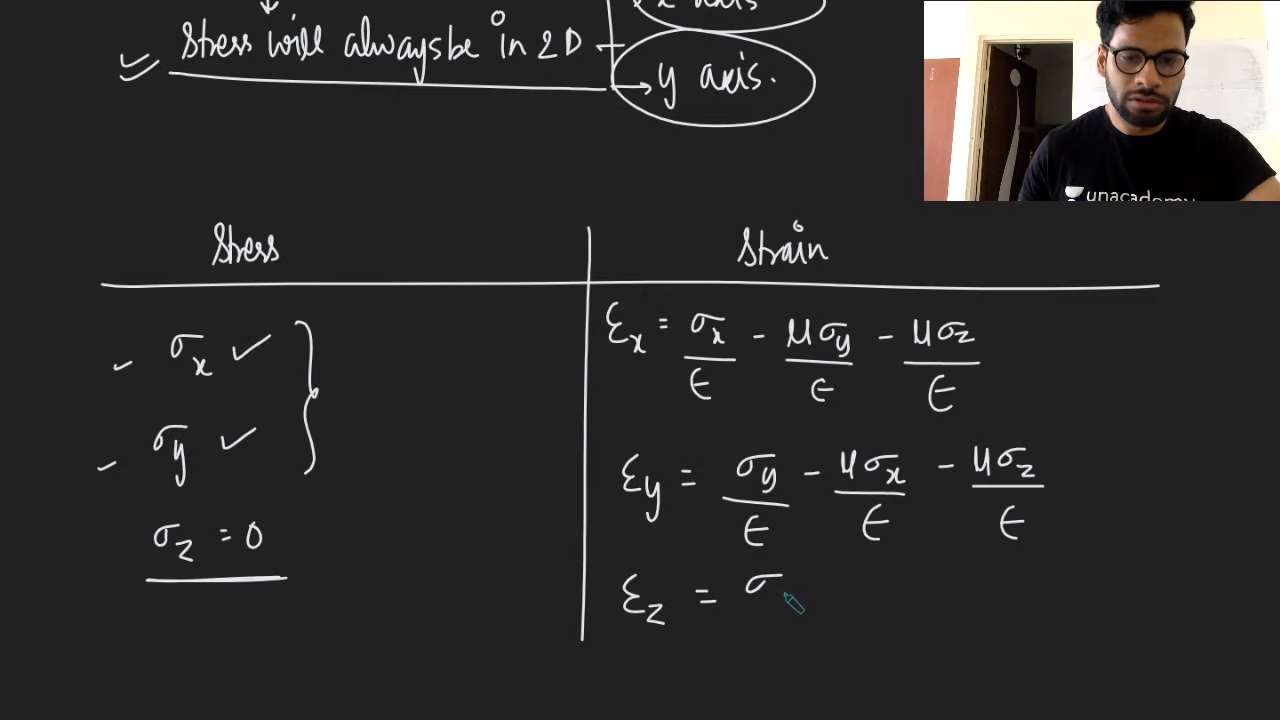 x axis
Stress will always be in 2D
y axis.
unacademy
Stress
Strain
σx
εx = σx/E - μσy/E - μσz/E
σy
εy = σy/E - μσx/E - μσz/E
σz = 0
εz = σ